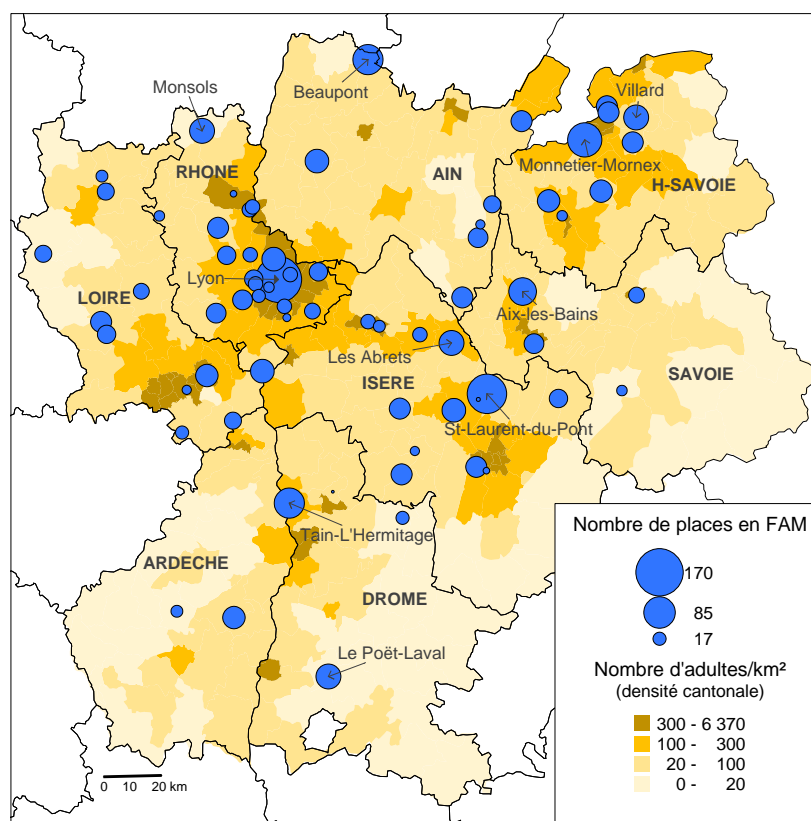 Monsols
Beaupont
Villard
RHONE
AIN
Monnetier-Mornex
H-SAVOIE
Lyon
LOIRE
Aix-les-Bains
Les Abrets
ISERE
SAVOIE
St-Laurent-du-Pont
Tain-L'Hermitage
ARDECHE
DROME
Le Poët-Laval
0 10 20 km
Nombre de places en FAM
170
85
17
Nombre d'adultes/km²
(densité cantonale)
300 - 6 370
100 - 300
20 - 100
0 - 20